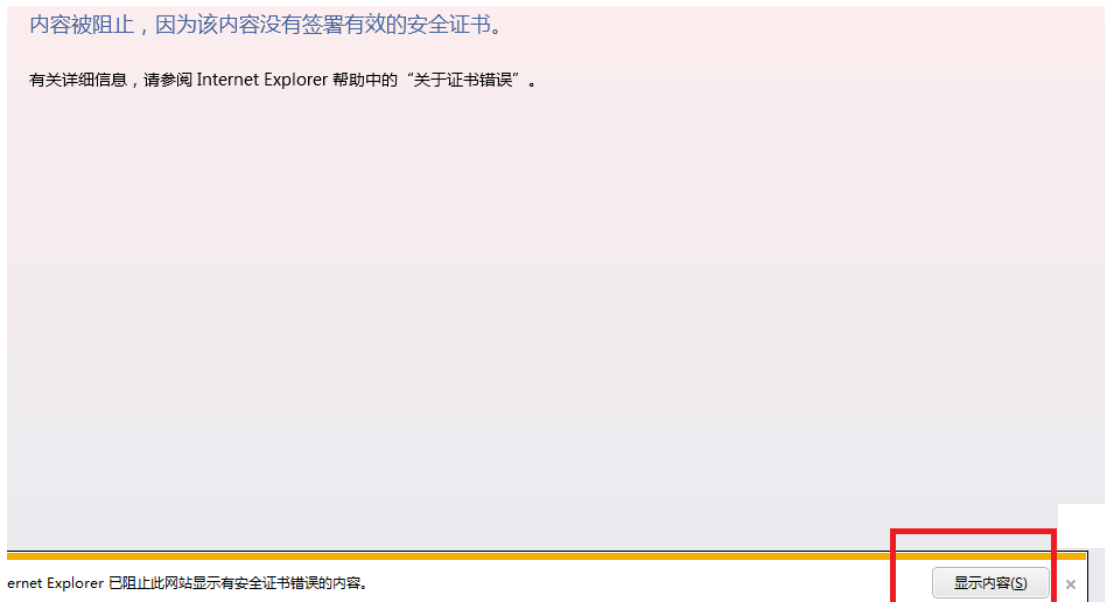 内容被阻止，因为该内容没有签署有效的安全证书。
有关详细信息，请参阅 Internet Explorer 帮助中的“关于证书错误”。
ernet Explorer 已阻止此网站显示有安全证书错误的内容。 显示内容(S) ×